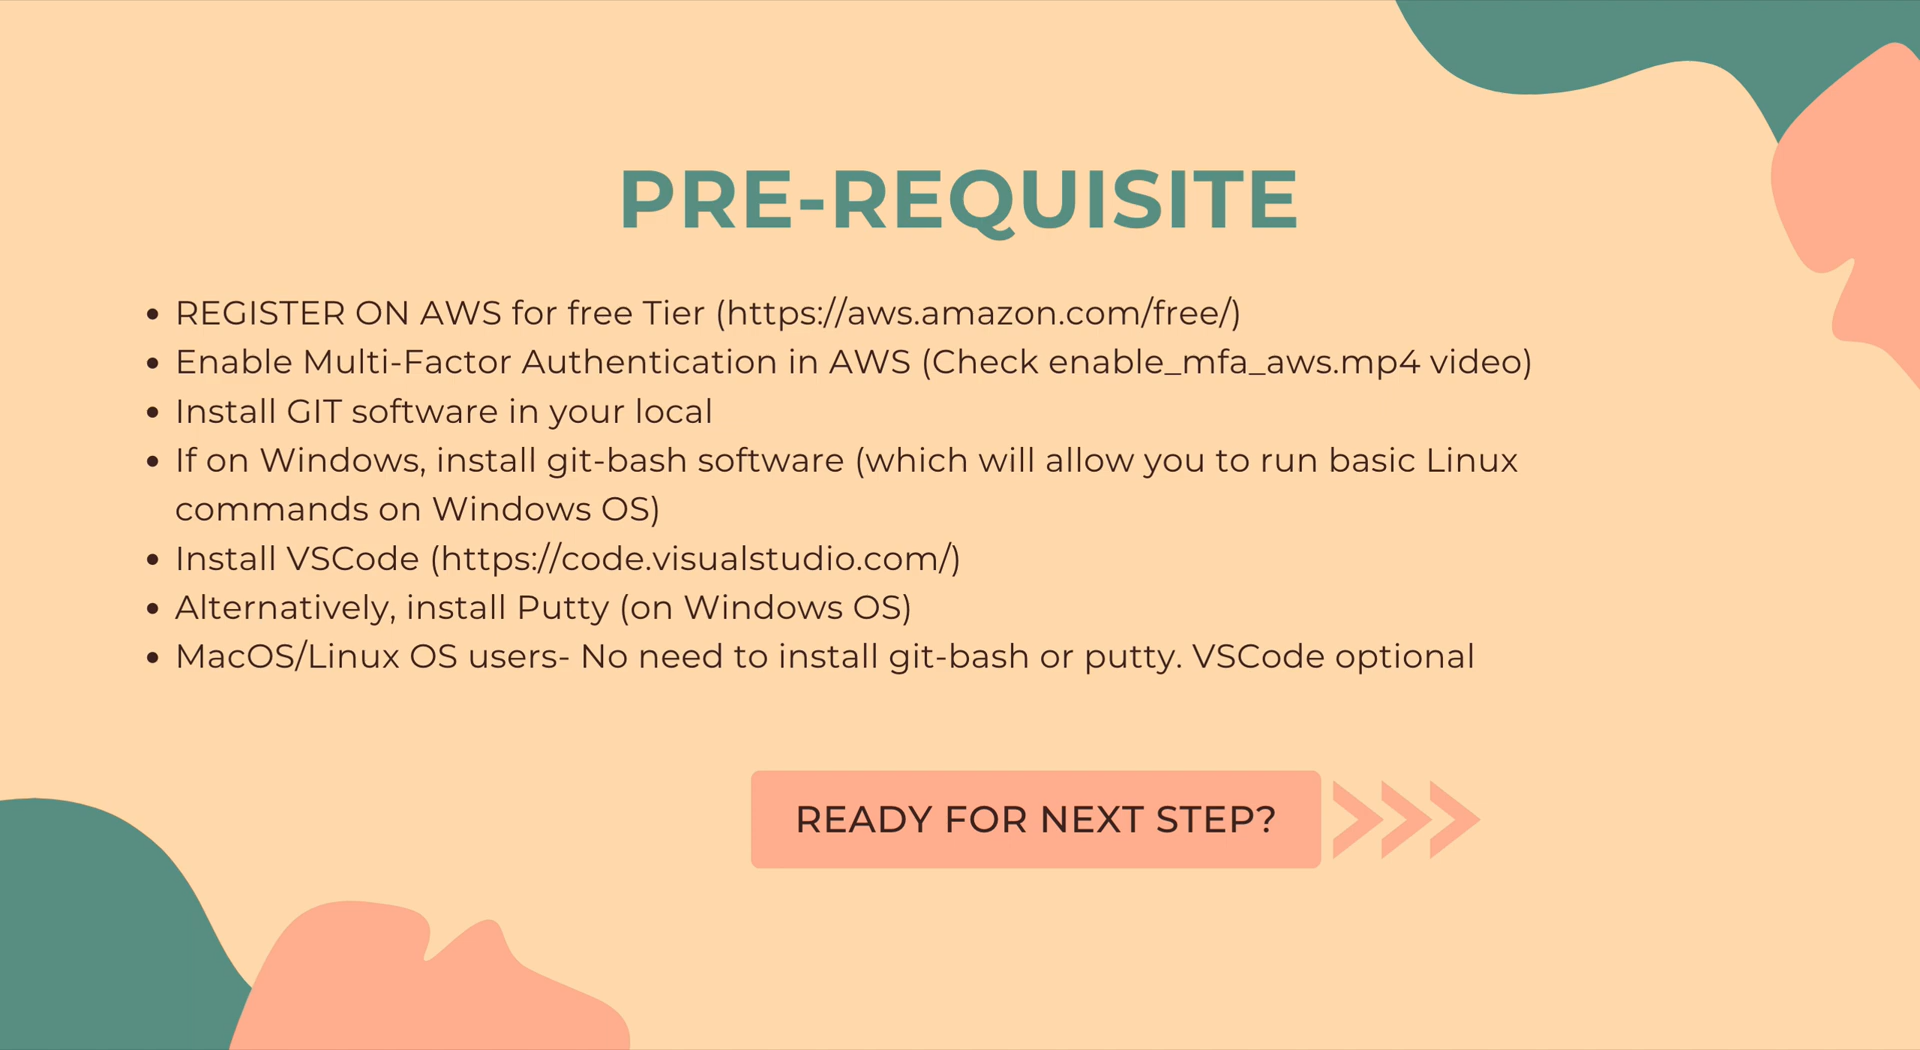 PRE-REQUISITE
• REGISTER ON AWS for free Tier (https://aws.amazon.com/free/)
• Enable Multi-Factor Authentication in AWS (Check enable_mfa_aws.mp4 video)
• Install GIT software in your local
• If on Windows, install git-bash software (which will allow you to run basic Linux
commands on Windows OS)
• Install VSCode (https://code.visualstudio.com/)
• Alternatively, install Putty (on Windows OS)
• MacOS/Linux OS users- No need to install git-bash or putty. VSCode optional
READY FOR NEXT STEP?